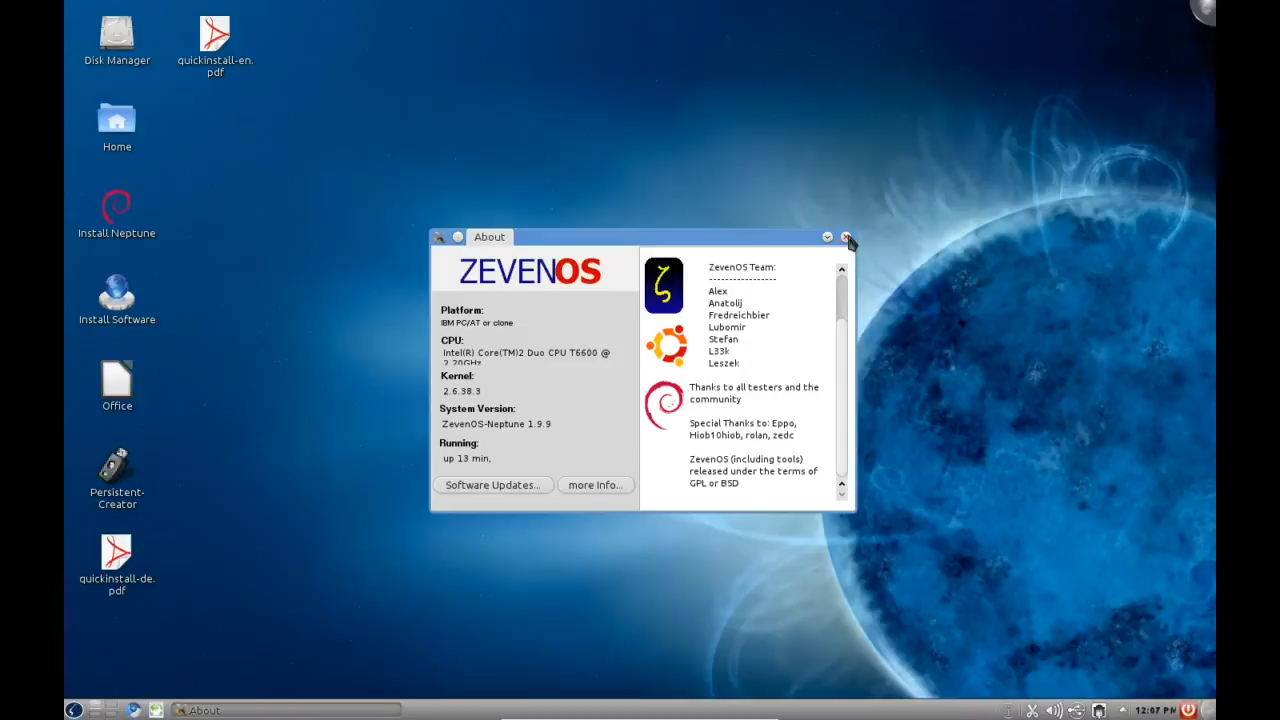 Disk Manager
quickinstall-en.
pdf
Home
Install Neptune
Install Software
Office
Persistent-
Creator
quickinstall-de.
pdf
About
ZEVENOS
Platform:
IBM PC/AT or clone
CPU:
Intel(R) Core(TM)2 Duo CPU T6600 @
2.20GHz
Kernel:
2.6.38.3
System Version:
ZevenOS-Neptune 1.9.9
Running:
up 13 min,
Software Updates...
more Info...
ZevenOS Team:
-----------------
Alex
Anatolij
Fredreichbier
Lubomir
Stefan
L33k
Leszek
Thanks to all testers and the
community
Special Thanks to: Eppo,
Hiob10hiob, rolan, zedc
ZevenOS (including tools)
released under the terms of
GPL or BSD
About
12:07 PM